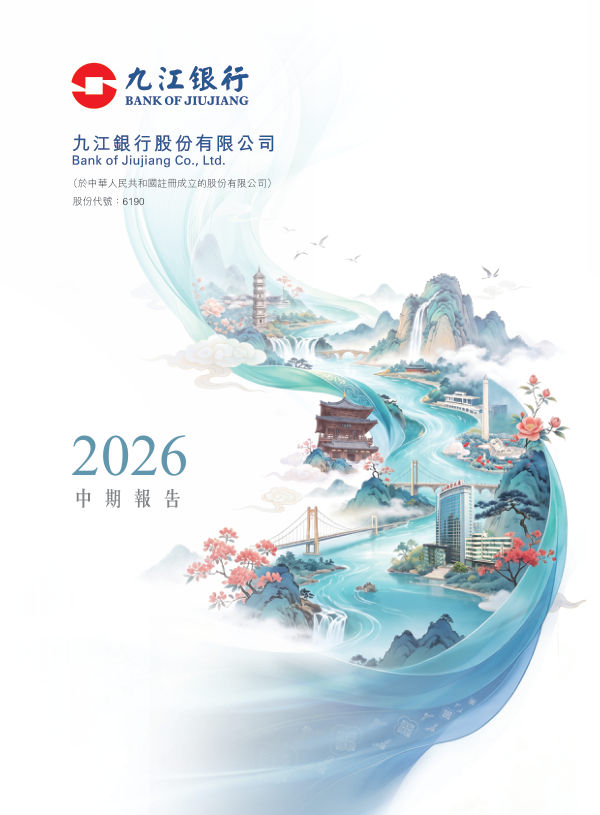 九江银行
BANK OF JIUJIANG
九江銀行股份有限公司
Bank of Jiujiang Co., Ltd.
（於中華人民共和國註冊成立的股份有限公司）
股份代號：6190
2026
中期報告